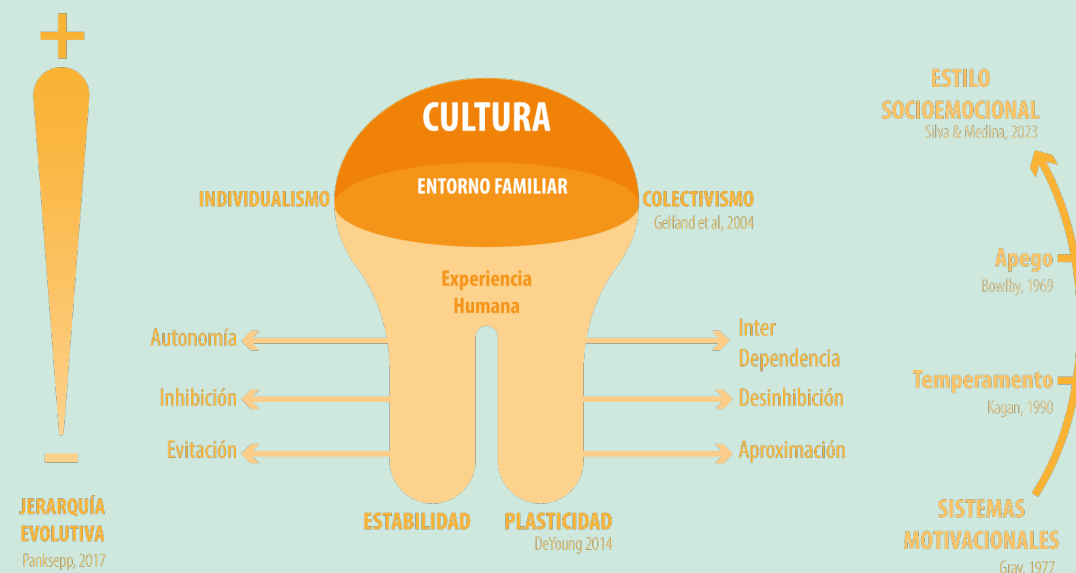 +
CULTURA
ENTORNO FAMILIAR
INDIVIDUALISMO
COLECTIVISMO
Gelfand et al, 2004
Experiencia
Humana
Autonomía
Inter
Dependencia
Inhibición
Desinhibición
Evitación
Aproximación
ESTABILIDAD
PLASTICIDAD
DeYoung 2014
JERARQUÍA
EVOLUTIVA
Panksepp, 2017
ESTILO
SOCIOEMOCIONAL
Silva & Medina, 2023
Apego
Bowlby, 1969
Temperamento
Kagan, 1990
SISTEMAS
MOTIVACIONALES
Gray, 1977